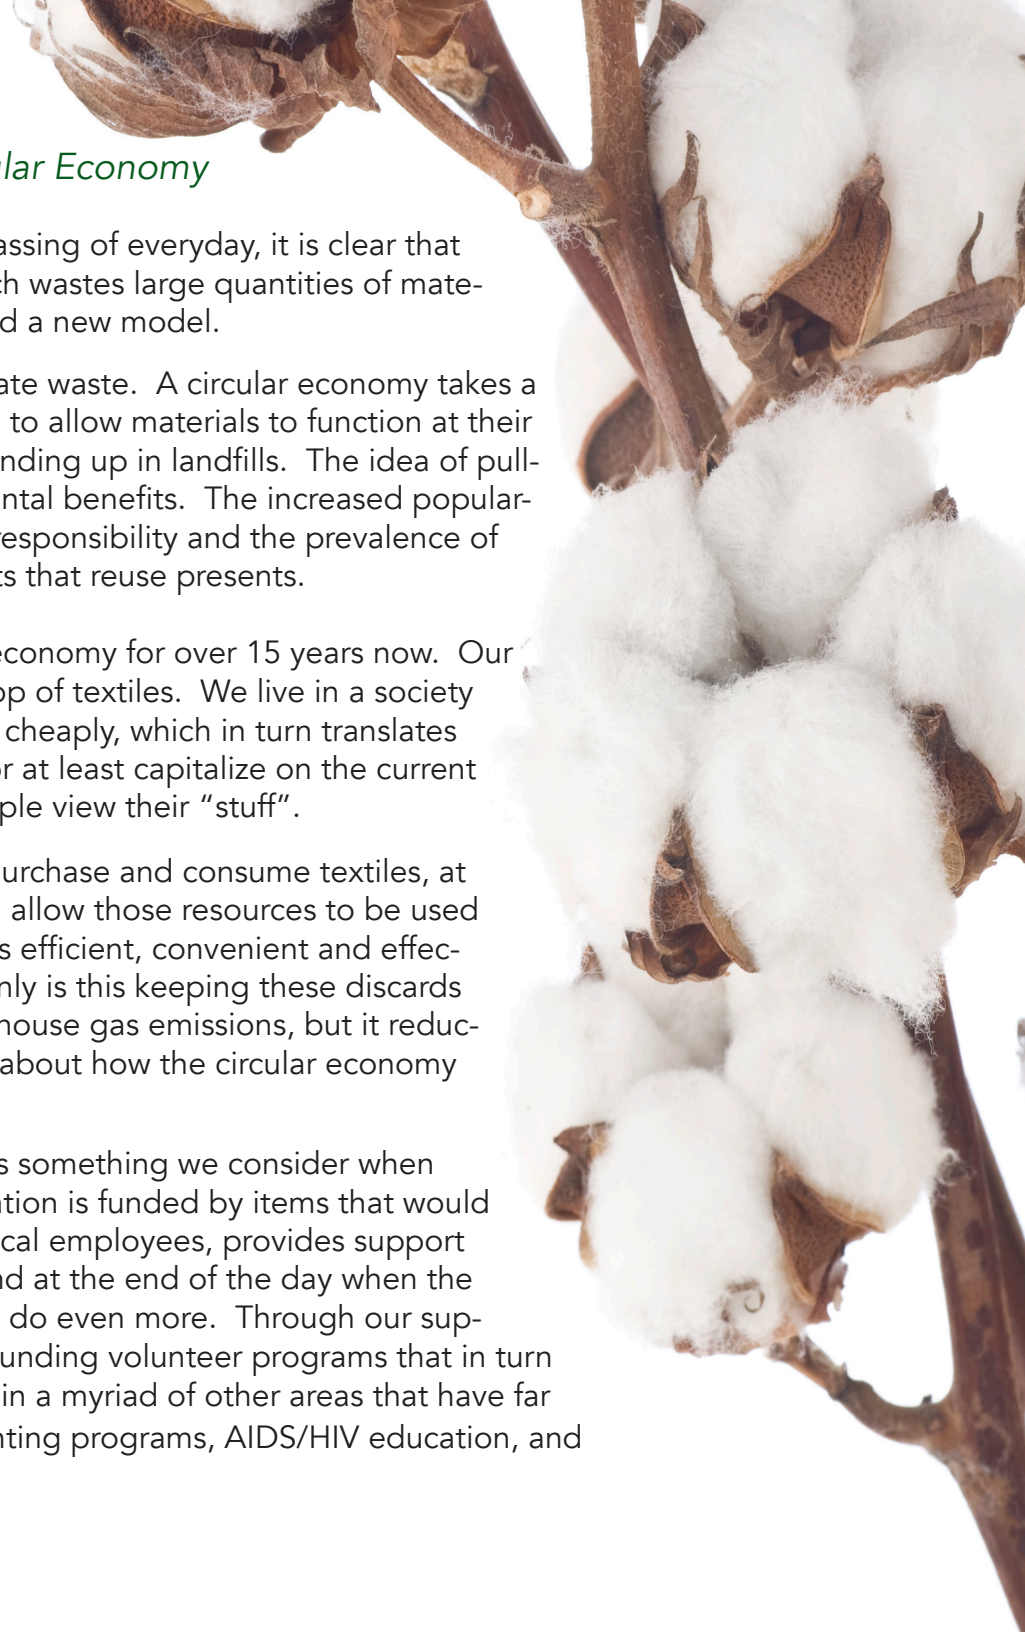 lar Economy
assing of everyday, it is clear that
ch wastes large quantities of mate-
d a new model.
ate waste.  A circular economy takes a
to allow materials to function at their
nding up in landfills.  The idea of pull-
ntal benefits.  The increased popular-
responsibility and the prevalence of
ts that reuse presents.
economy for over 15 years now.  Our
op of textiles.  We live in a society
cheaply, which in turn translates
or at least capitalize on the current
ple view their “stuff”.
urchase and consume textiles, at
allow those resources to be used
s efficient, convenient and effec-
nly is this keeping these discards
house gas emissions, but it reduc-
about how the circular economy
s something we consider when
ation is funded by items that would
cal employees, provides support
nd at the end of the day when the
do even more.  Through our sup-
unding volunteer programs that in turn
in a myriad of other areas that have far
nting programs, AIDS/HIV education, and